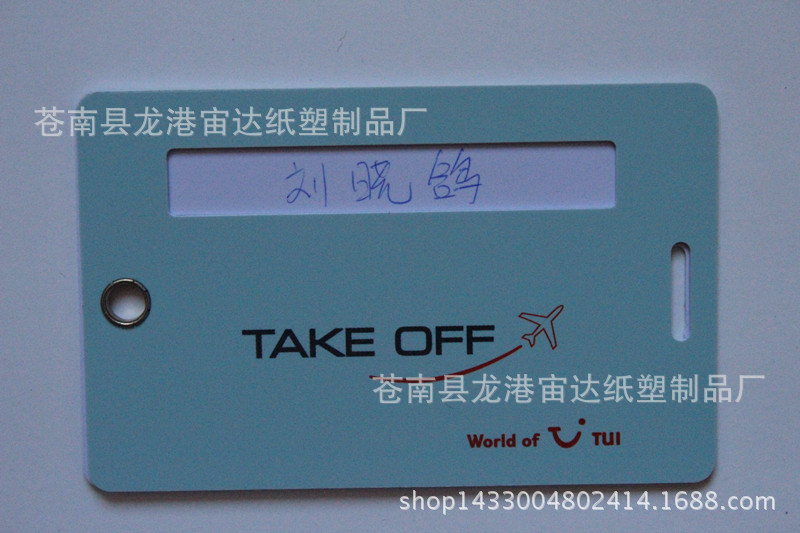 苍南县龙港宙达纸塑制品厂
刘晓鸽
TAKE OFF
苍南县龙港宙达纸塑制品厂
World of TUI
shop1433004802414.1688.com